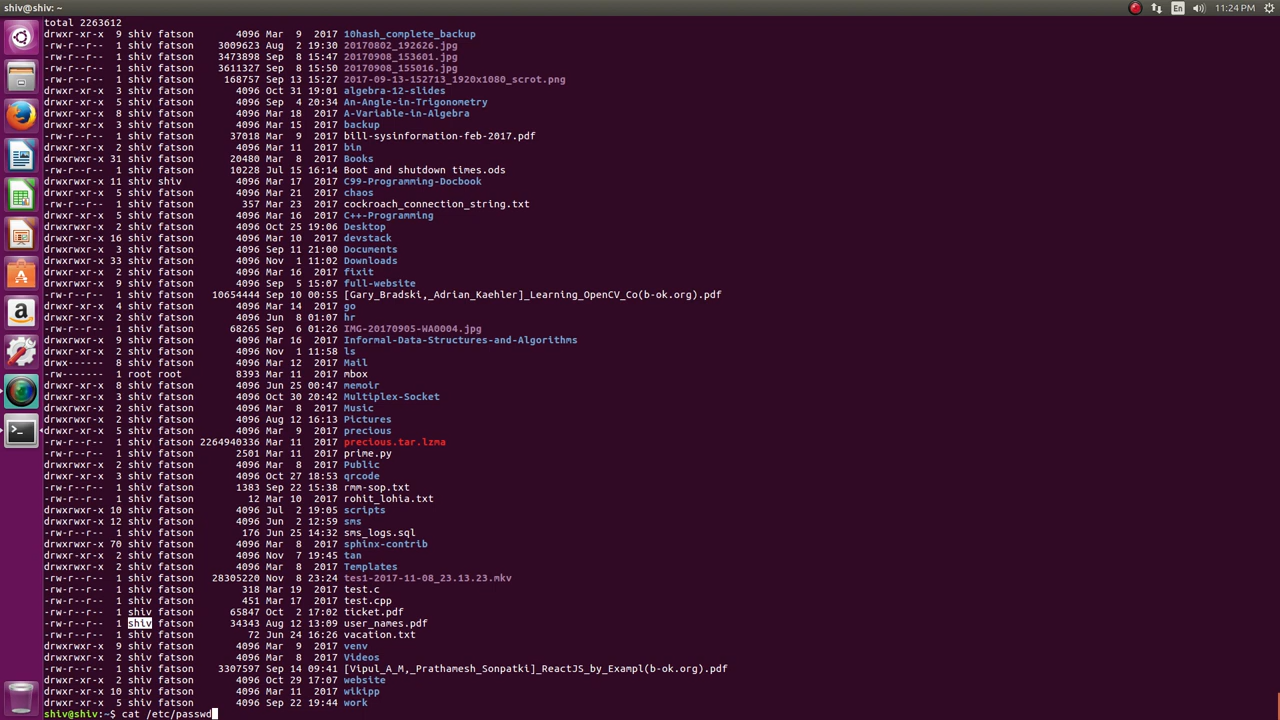 shiv@shiv: ~
En
11:24 PM
total 2263612
drwxr-xr-x 9 shiv fatson 4096 Mar 9 2017 10hash_complete_backup
-rw-r--r-- 1 shiv fatson 3009623 Aug 2 19:30 20170802_192626.jpg
-rw-r--r-- 1 shiv fatson 3473898 Sep 8 15:47 20170908_153601.jpg
-rw-r--r-- 1 shiv fatson 3611327 Sep 8 15:50 20170908_155016.jpg
-rw-r--r-- 1 shiv fatson 168757 Sep 13 15:27 2017-09-13-152713_1920x1080_scrot.png
drwxr-xr-x 3 shiv fatson 4096 Oct 31 19:01 algebra-12-slides
drwxr-xr-x 5 shiv fatson 4096 Sep 4 20:34 An-Angle-in-Trigonometry
drwxr-xr-x 8 shiv fatson 4096 Mar 18 2017 A-Variable-in-Algebra
drwxr-xr-x 3 shiv fatson 4096 Mar 15 2017 backup
-rw-r--r-- 1 shiv fatson 37018 Mar 9 2017 bill-sysinformation-feb-2017.pdf
drwxr-xr-x 2 shiv fatson 4096 Mar 11 2017 bin
drwxrwxr-x 31 shiv fatson 20480 Mar 8 2017 Books
-rw-r--r-- 1 shiv fatson 10228 Jul 15 16:14 Boot and shutdown times.ods
drwxrwxr-x 11 shiv shiv 4096 Mar 17 2017 C99-Programming-Docbook
drwxr-xr-x 5 shiv fatson 4096 Mar 21 2017 chaos
-rw-r--r-- 1 shiv fatson 357 Mar 23 2017 cockroach_connection_string.txt
drwxr-xr-x 5 shiv fatson 4096 Mar 16 2017 C++-Programming
drwxrwxr-x 2 shiv fatson 4096 Oct 25 19:06 Desktop
drwxr-xr-x 16 shiv fatson 4096 Mar 10 2017 devstack
drwxrwxr-x 3 shiv fatson 4096 Sep 11 21:00 Documents
drwxrwxr-x 33 shiv fatson 4096 Nov 1 11:02 Downloads
drwxr-xr-x 2 shiv fatson 4096 Mar 16 2017 fixit
drwxrwxr-x 9 shiv fatson 4096 Sep 5 15:07 full-website
-rw-r--r-- 1 shiv fatson 10654444 Sep 10 00:55 [Gary_Bradski,_Adrian_Kaehler]_Learning_OpenCV_Co(b-ok.org).pdf
drwxr-xr-x 4 shiv fatson 4096 Mar 14 2017 go
drwxr-xr-x 2 shiv fatson 4096 Jun 8 01:07 hr
-rw-r--r-- 1 shiv fatson 68265 Sep 6 01:26 IMG-20170905-WA0004.jpg
drwxrwxr-x 9 shiv fatson 4096 Mar 16 2017 Informal-Data-Structures-and-Algorithms
drwxr-xr-x 2 shiv fatson 4096 Nov 1 11:58 ls
drwx------ 8 shiv fatson 4096 Mar 12 2017 Mail
-rw------- 1 root root 8393 Mar 11 2017 mbox
drwxr-xr-x 8 shiv fatson 4096 Jun 25 00:47 memoir
drwxr-xr-x 3 shiv fatson 4096 Oct 30 20:42 Multiplex-Socket
drwxrwxr-x 2 shiv fatson 4096 Mar 8 2017 Music
drwxrwxr-x 2 shiv fatson 4096 Aug 12 16:13 Pictures
drwxrwxr-x 5 shiv fatson 4096 Mar 9 2017 precious
-rw-r--r-- 1 shiv fatson 2264940336 Mar 11 2017 precious.tar.lzma
-rw-r--r-- 1 shiv fatson 2501 Mar 11 2017 prime.py
drwxrwxr-x 2 shiv fatson 4096 Mar 8 2017 Public
drwxr-xr-x 3 shiv fatson 4096 Oct 27 18:53 qrcode
-rw-r--r-- 1 shiv fatson 1383 Sep 22 15:38 rmm-sop.txt
-rw-r--r-- 1 shiv fatson 12 Mar 10 2017 rohit_lohia.txt
drwxrwxr-x 10 shiv fatson 4096 Jul 2 19:05 scripts
drwxrwxr-x 12 shiv fatson 4096 Jun 2 12:59 sms
-rw-r--r-- 1 shiv fatson 176 Jun 25 14:32 sms_logs.sql
drwxrwxr-x 70 shiv fatson 4096 Mar 8 2017 sphinx-contrib
drwxrwxr-x 2 shiv fatson 4096 Nov 7 19:45 tan
drwxrwxr-x 2 shiv fatson 4096 Mar 8 2017 Templates
-rw-r--r-- 1 shiv fatson 28305220 Nov 8 23:24 tes1-2017-11-08_23.13.23.mkv
-rw-r--r-- 1 shiv fatson 318 Mar 19 2017 test.c
-rw-r--r-- 1 shiv fatson 451 Mar 17 2017 test.cpp
-rw-r--r-- 1 shiv fatson 65847 Oct 2 17:02 ticket.pdf
-rw-r--r-- 1 shiv fatson 34343 Aug 12 13:09 user_names.pdf
-rw-r--r-- 1 shiv fatson 72 Jun 24 16:26 vacation.txt
drwxrwxr-x 9 shiv fatson 4096 Mar 9 2017 venv
drwxrwxr-x 2 shiv fatson 4096 Mar 8 2017 Videos
-rw-r--r-- 1 shiv fatson 3307597 Sep 14 09:41 [Vipul_A_M,_Prathamesh_Sonpatki]_ReactJS_by_Exampl(b-ok.org).pdf
drwxr-xr-x 2 shiv fatson 4096 Oct 29 17:07 website
drwxrwxr-x 10 shiv fatson 4096 Mar 11 2017 wikipp
drwxr-xr-x 5 shiv fatson 4096 Sep 22 19:44 work
shiv@shiv:~$ cat /etc/passwd